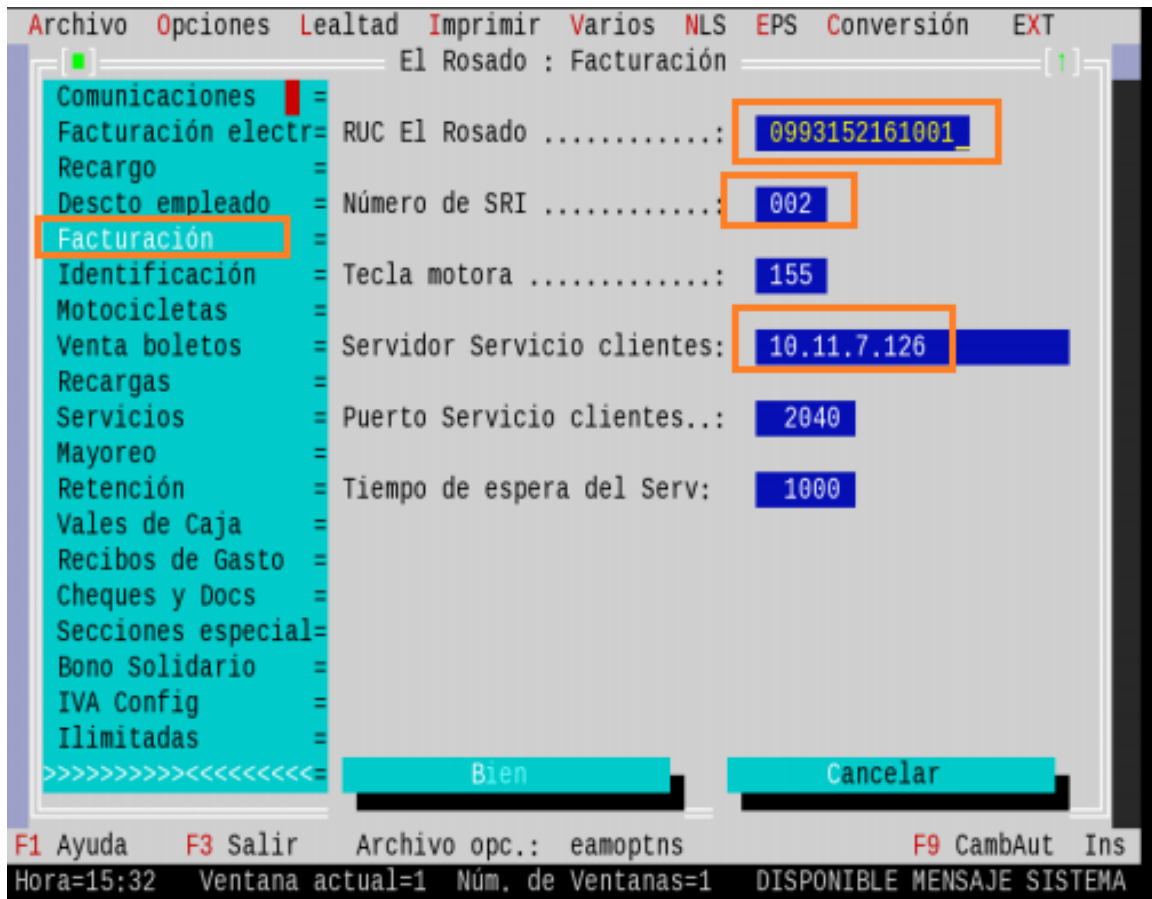 Archivo Opciones Lealtad Imprimir Varios NLS EPS Conversión EXT
[■] El Rosado : Facturación [↑]
Comunicaciones =
Facturación electr= RUC El Rosado ............: 0993152161001_
Recargo =
Descto empleado = Número de SRI ............: 002
Facturación =
Identificación = Tecla motora .............: 155
Motocicletas =
Venta boletos = Servidor Servicio clientes: 10.11.7.126
Recargas =
Servicios = Puerto Servicio clientes..: 2040
Mayoreo =
Retención = Tiempo de espera del Serv: 1000
Vales de Caja =
Recibos de Gasto =
Cheques y Docs =
Secciones especial=
Bono Solidario =
IVA Config =
Ilimitadas =
>>>>>>>>>><<<<<<<<<= Bien Cancelar
F1 Ayuda F3 Salir Archivo opc.: eamoptns F9 CambAut Ins
Hora=15:32 Ventana actual=1 Núm. de Ventanas=1 DISPONIBLE MENSAJE SISTEMA